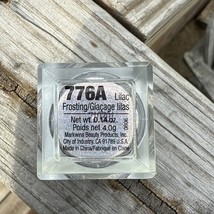 776A Lilac
Frosting/Glaçage lilas
Net wt. 0.14 oz.
Poids net 4.0g
Markwins Beauty Products, Inc.
City of Industry, CA 91789 U.S.A.
Made in China/Fabriqué en Chine